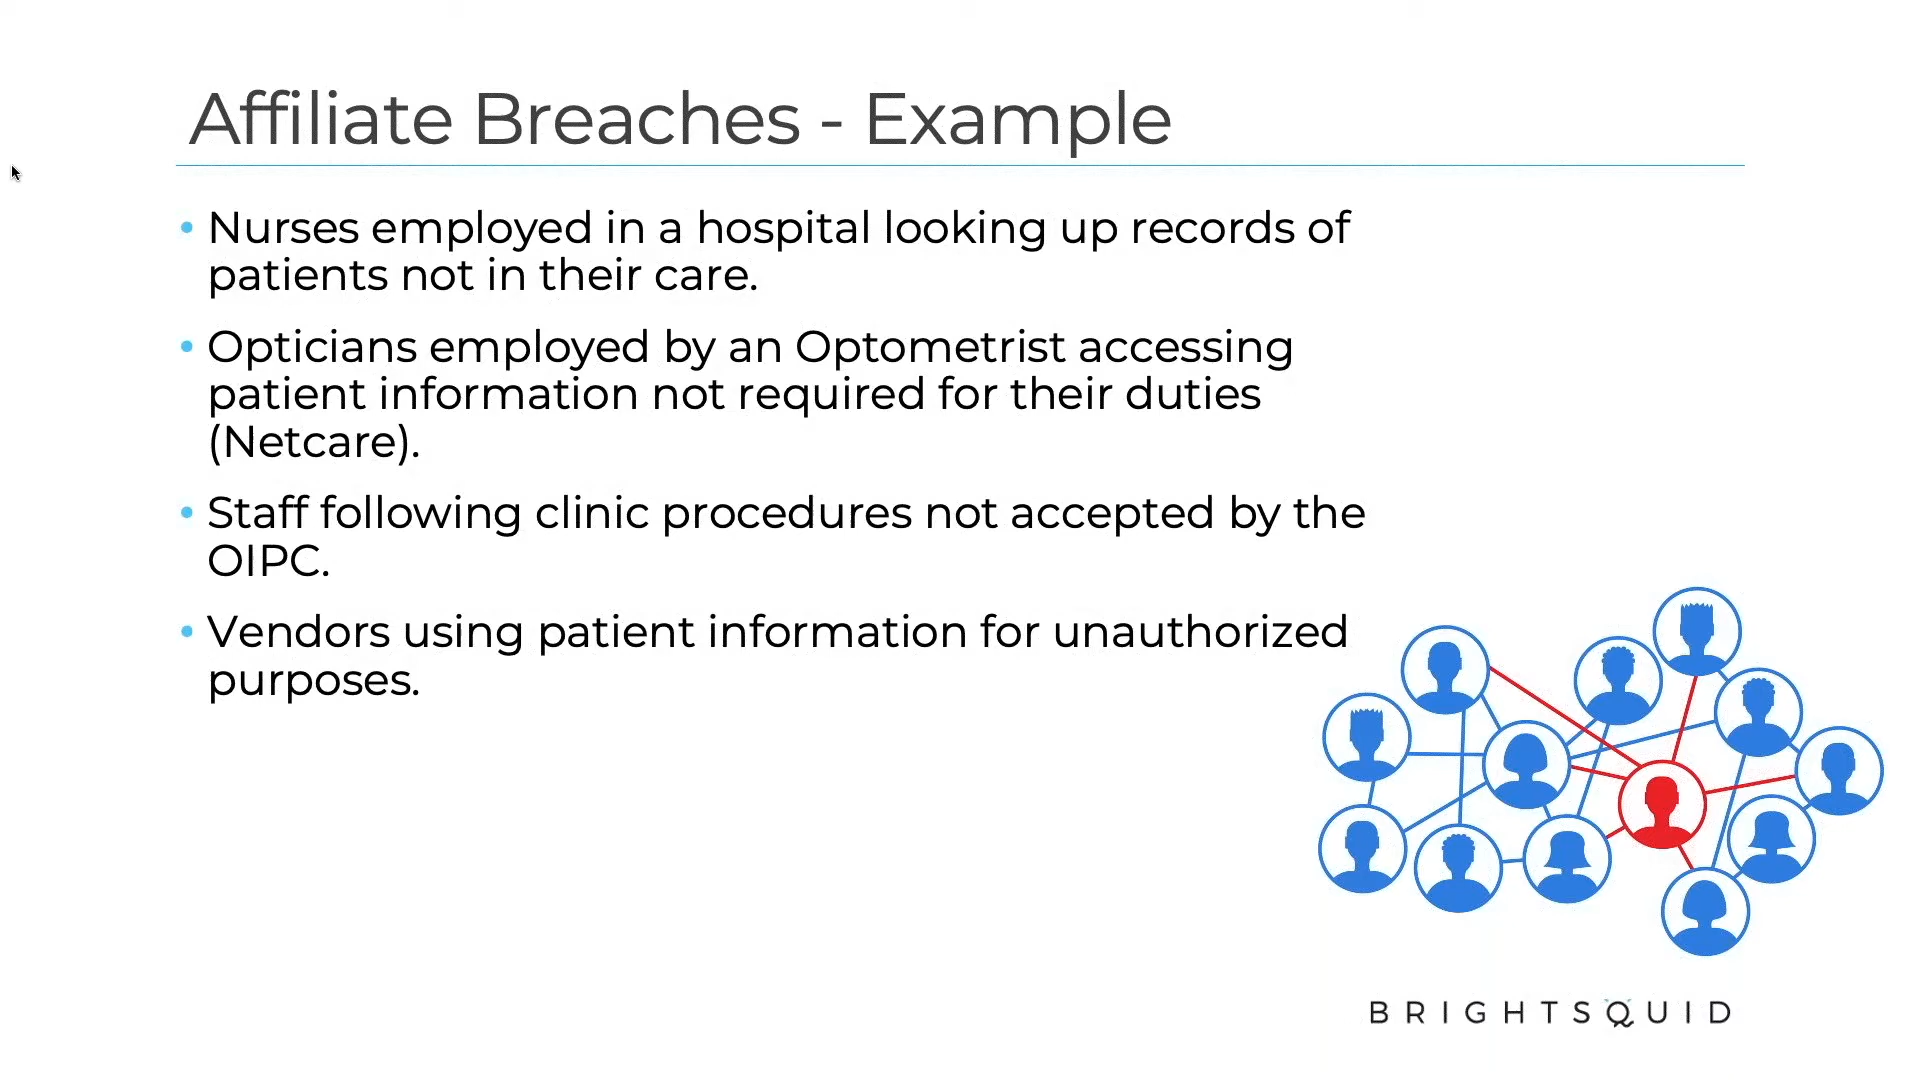 Affiliate Breaches - Example
• Nurses employed in a hospital looking up records of
patients not in their care.
• Opticians employed by an Optometrist accessing
patient information not required for their duties
(Netcare).
• Staff following clinic procedures not accepted by the
OIPC.
• Vendors using patient information for unauthorized
purposes.
BRIGHTSQUID